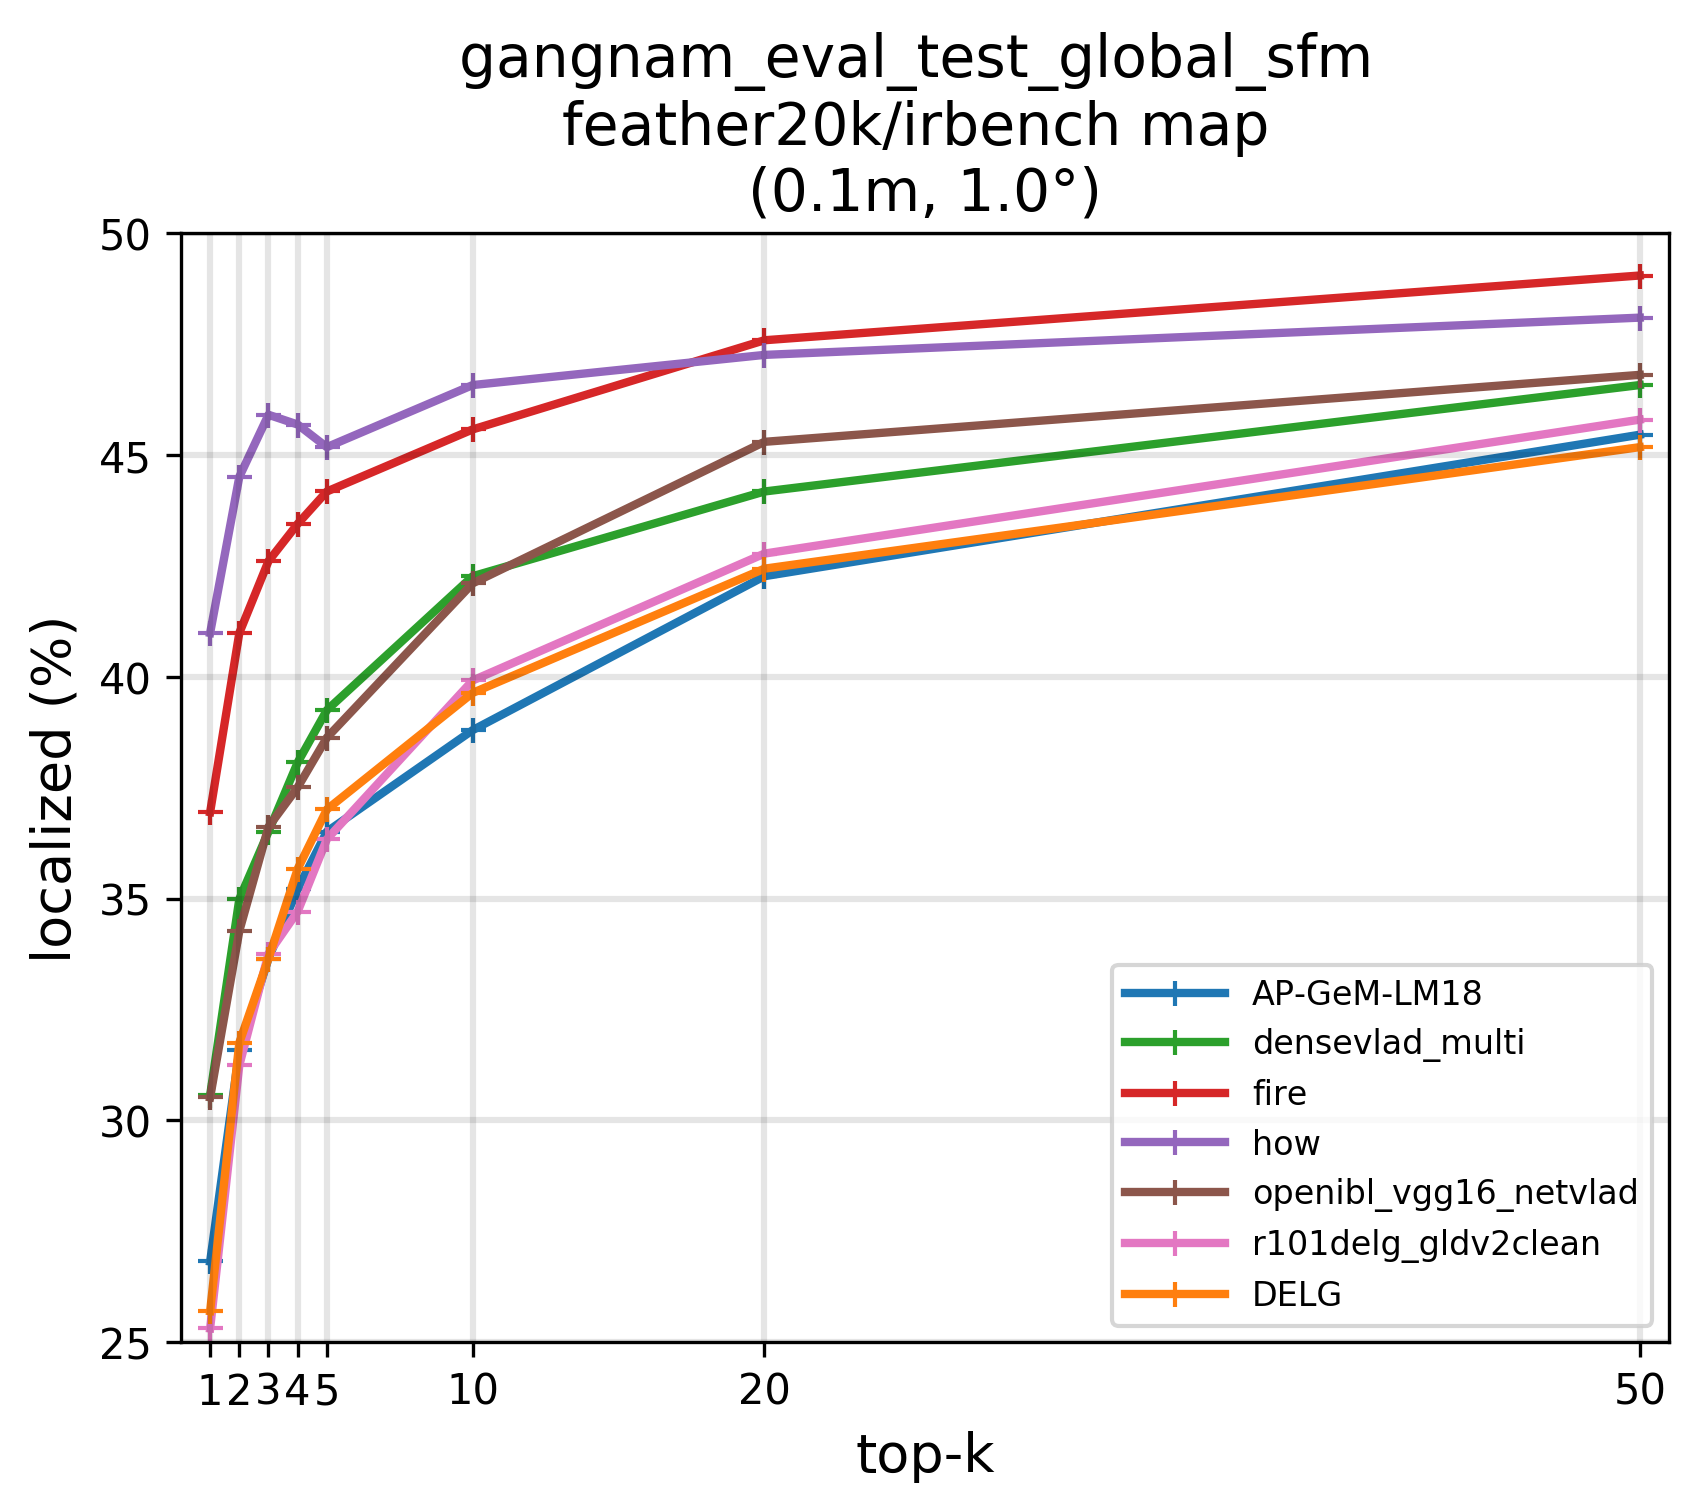 gangnam_eval_test_global_sfm
feather20k/irbench map
(0.1m, 1.0°)
50
45
40
35
30
25
localized (%)
AP-GeM-LM18
densevlad_multi
fire
how
openibl_vgg16_netvlad
r101delg_gldv2clean
DELG
1 2 3 4 5 10 20 50
top-k